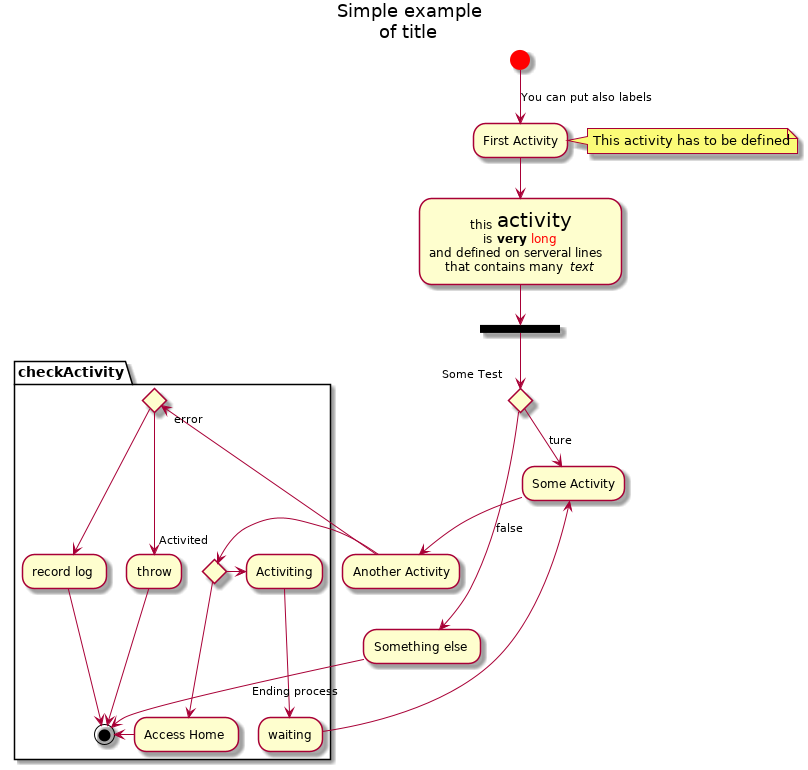 Simple example
of title
You can put also labels
First Activity
This activity has to be defined
this activity
is very long
and defined on serveral lines
that contains many text
Some Test
checkActivity
error
ture
Some Activity
false
Activited
record log
throw
Activiting
Another Activity
Something else
Ending process
Access Home
waiting